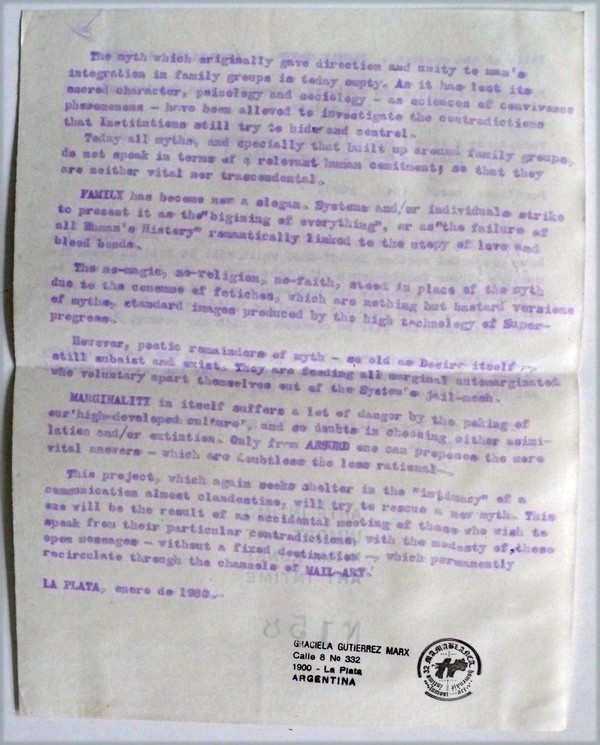 The myth which originally gave direction and unity to man's
integration in family groups is today empty. As it has lost its
sacred character, psicology and sociology - as sciences of convivance
phenomenons - have been allowed to investigate the contradictions
that Institutions still try to hide and control.
Today all myths, and specially that built up around family groups,
do not speak in terms of a relevant human comitment; so that they
are neither vital nor trascendental.
FAMILY has become now a slogan. Systems and/or individuals strike
to present it as the "bigining of everything", or as "the failure of
all Human's History" romantically linked to the utopy of love and
blood bonds.
The no-magic, no-religion, no-faith, stood in place of the myth
due to the consume of fetiches, which are nothing but bastard versions
of myths, standard images produced by the high technology of Super-
progress.
However, poetic remainders of myth - so old as Desire itself -
still subsist and exist. They are feeding all marginal automarginated
who voluntary apart themselves out of the System's jail-mesh.
MARGINALITY in itself suffers a lot of danger by the making of
our "high-developed culture", and so doubts in choosing either asimi-
lation and/or extintion. Only from ABSURD one can propose the more
vital answers - which are doubtless the less rational-.
This project, which again seeks shelter in the "intimacy" of a
communication almost clandestine, will try to rescue a new myth. This
one will be the result of an accidental meeting of those who wish to
speak from their particular contradictions, with the modesty of these
open messages - without a fixed destination -, which permanently
recirculate through the channels of MAIL-ART.
LA PLATA, enero de 1980.-
GRACIELA GUTIERREZ MARX
Calle 8 No 332
1900 - La Plata
ARGENTINA
MAMABLANCA